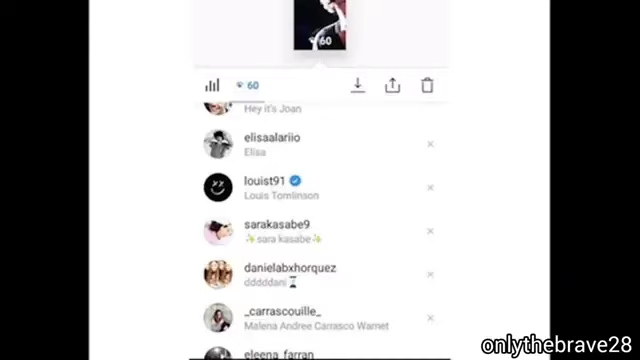 60
60
Hey it's Joan
elisaalariio
Elisa
louist91
Louis Tomlinson
sarakasabe9
✨sara kasabe✨
danielabxhorquez
dddddani⌛
_carrascouille_
Malena Andree Carrasco Warnet
eleena_farran
onlythebrave28